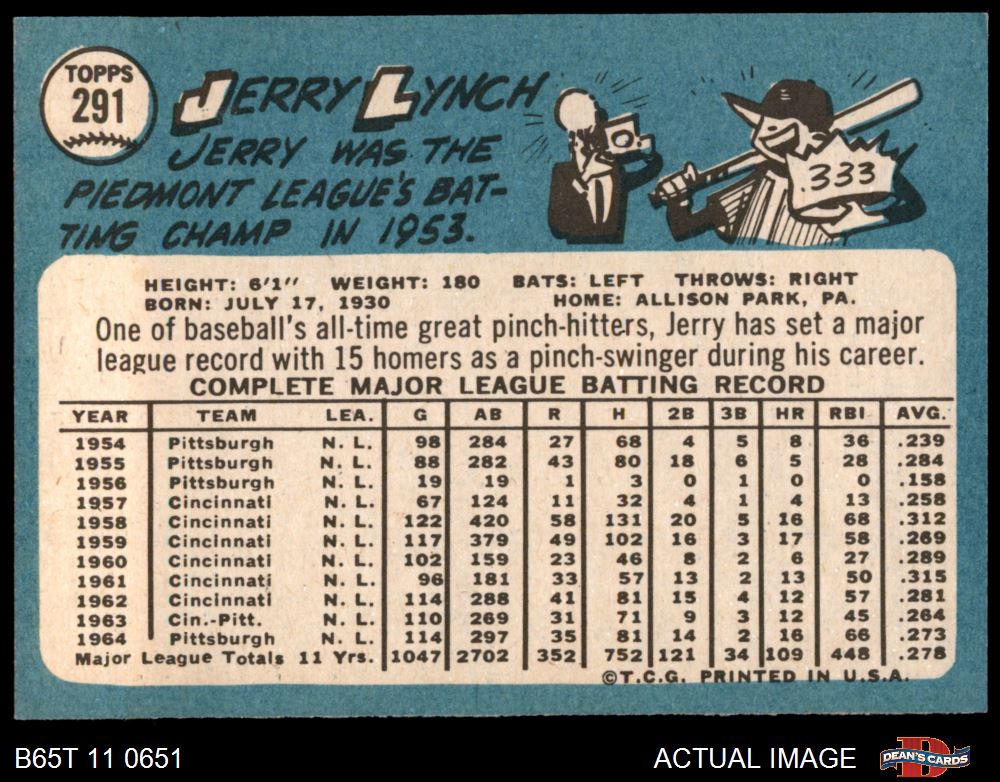 TOPPS
291
JERRY LYNCH
JERRY WAS THE
PIEDMONT LEAGUE'S BAT-
TING CHAMP IN 1953.
.333
HEIGHT: 6'1" WEIGHT: 180 BATS: LEFT THROWS: RIGHT
BORN: JULY 17, 1930 HOME: ALLISON PARK, PA.
One of baseball's all-time great pinch-hitters, Jerry has set a major
league record with 15 homers as a pinch-swinger during his career.
COMPLETE MAJOR LEAGUE BATTING RECORD
YEAR TEAM LEA. G AB R H 2B 3B HR RBI AVG.
1954 Pittsburgh N. L. 98 284 27 68 4 5 8 36 .239
1955 Pittsburgh N. L. 88 282 43 80 18 6 5 28 .284
1956 Pittsburgh N. L. 19 19 1 3 0 1 0 0 .158
1957 Cincinnati N. L. 67 124 11 32 4 1 4 13 .258
1958 Cincinnati N. L. 122 420 58 131 20 5 16 68 .312
1959 Cincinnati N. L. 117 379 49 102 16 3 17 58 .269
1960 Cincinnati N. L. 102 159 23 46 8 2 6 27 .289
1961 Cincinnati N. L. 96 181 33 57 13 2 13 50 .315
1962 Cincinnati N. L. 114 288 41 81 15 4 12 57 .281
1963 Cin.-Pitt. N. L. 110 269 31 71 9 3 12 45 .264
1964 Pittsburgh N. L. 114 297 35 81 14 2 16 66 .273
Major League Totals 11 Yrs. 1047 2702 352 752 121 34 109 448 .278
©T.C.G. PRINTED IN U.S.A.
B65T 11 0651 ACTUAL IMAGE DEAN'S CARDS